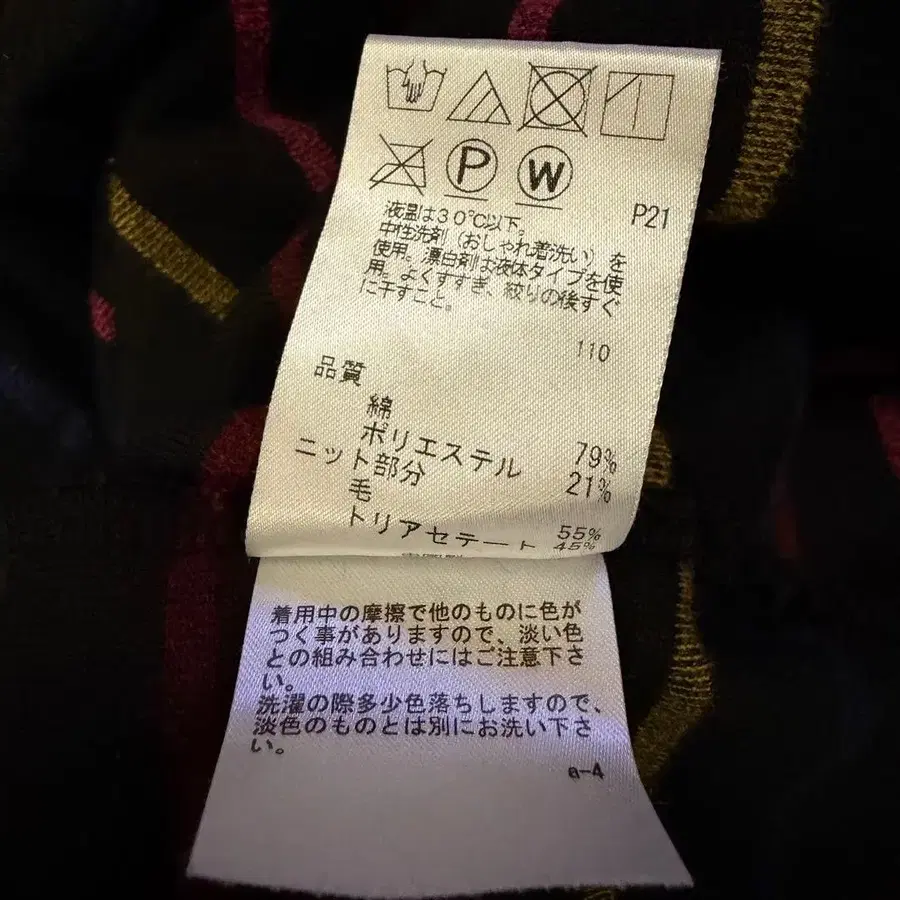 P W
P21
液温は30℃以下。
中性洗剤(おしゃれ着洗い)を
使用。漂白剤は液体タイプを使
用。よくすすぎ、絞りの後すぐ
に干すこと。
110
品質
綿 79%
ポリエステル 21%
ニット部分
毛 55%
トリアセテート 45%
着用中の摩擦で他のものに色が
つく事がありますので、淡い色
との組み合わせにはご注意下さ
い。
洗濯の際多少色落ちしますので、
淡色のものとは別にお洗い下さ
い。
a-4